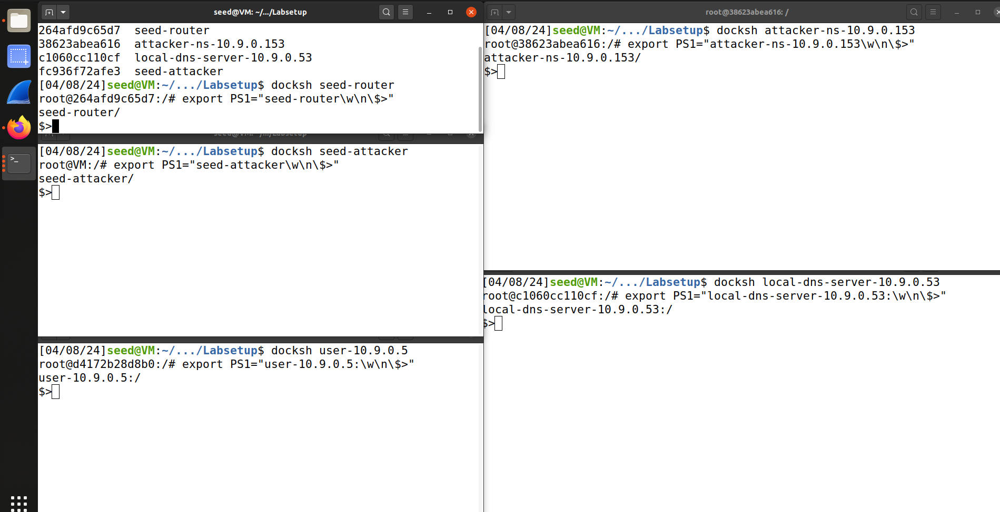 seed@VM: ~/.../Labsetup
264afd9c65d7  seed-router
38623abea616  attacker-ns-10.9.0.153
c1060cc110cf  local-dns-server-10.9.0.53
fc936f72afe3  seed-attacker
[04/08/24]seed@VM:~/.../Labsetup$ docksh seed-router
root@264afd9c65d7:/# export PS1="seed-router\w\n\$>"
seed-router/
$>
seed@VM: ~/.../Labsetup
[04/08/24]seed@VM:~/.../Labsetup$ docksh seed-attacker
root@VM:/# export PS1="seed-attacker\w\n\$>"
seed-attacker/
$>
[04/08/24]seed@VM:~/.../Labsetup$ docksh user-10.9.0.5
root@d4172b28d8b0:/# export PS1="user-10.9.0.5:\w\n\$>"
user-10.9.0.5:/
$>
root@38623abea616: /
[04/08/24]seed@VM:~/.../Labsetup$ docksh attacker-ns-10.9.0.153
root@38623abea616:/# export PS1="attacker-ns-10.9.0.153\w\n\$>"
attacker-ns-10.9.0.153/
$>
[04/08/24]seed@VM:~/.../Labsetup$ docksh local-dns-server-10.9.0.53
root@c1060cc110cf:/# export PS1="local-dns-server-10.9.0.53:\w\n\$>"
local-dns-server-10.9.0.53:/
$>